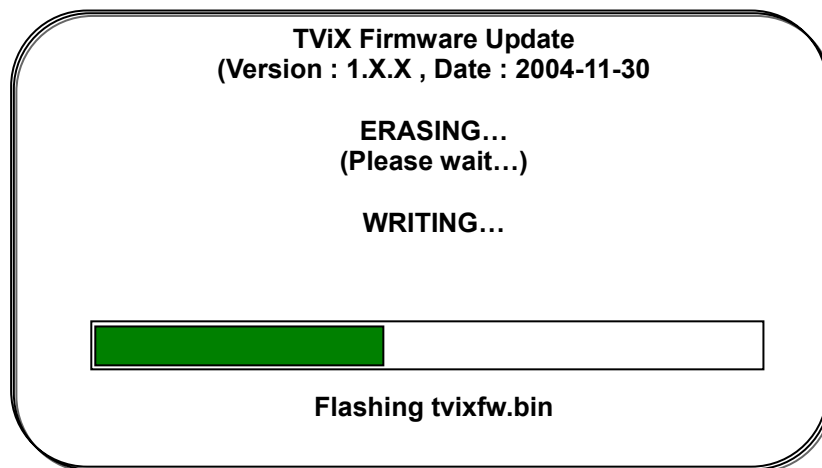 TViX Firmware Update
(Version : 1.X.X , Date : 2004-11-30
ERASING…
(Please wait…)
WRITING…
Flashing tvixfw.bin